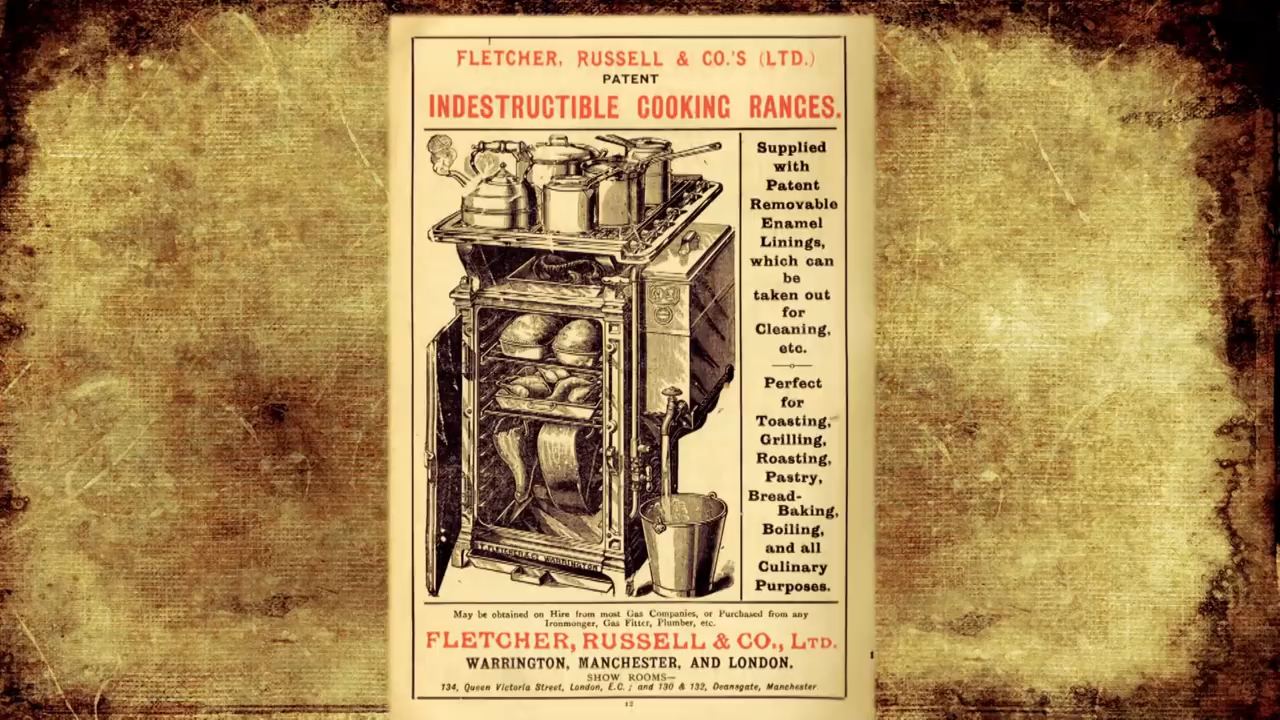 FLETCHER, RUSSELL & CO.'S (LTD.)
PATENT
INDESTRUCTIBLE COOKING RANGES.
Supplied
with
Patent
Removable
Enamel
Linings,
which can
be
taken out
for
Cleaning,
etc.
Perfect
for
Toasting,
Grilling,
Roasting,
Pastry,
Bread-
Baking,
Boiling,
and all
Culinary
Purposes.
T. FLETCHER & CO WARRINGTON
May be obtained on Hire from most Gas Companies, or Purchased from any
Ironmonger, Gas Fitter, Plumber, etc.
FLETCHER, RUSSELL & CO., LTD.
WARRINGTON, MANCHESTER, AND LONDON.
SHOW ROOMS—
134, Queen Victoria Street, London, E.C.; and 130 & 132, Deansgate, Manchester
12